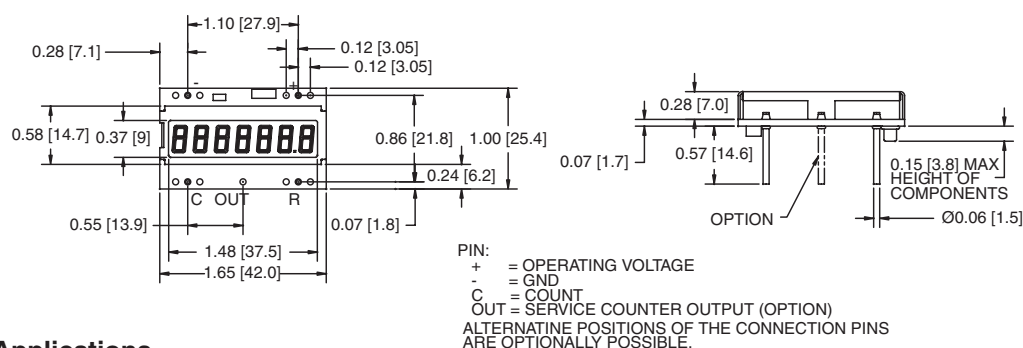 1.10 [27.9]
0.28 [7.1]
0.12 [3.05]
0.12 [3.05]
- +
0.58 [14.7]
0.37 [9]
8888888.8
0.86 [21.8]
1.00 [25.4]
0.24 [6.2]
C OUT R
0.55 [13.9]
0.07 [1.8]
1.48 [37.5]
1.65 [42.0]
0.28 [7.0]
0.07 [1.7]
0.57 [14.6]
0.15 [3.8] MAX
HEIGHT OF
COMPONENTS
OPTION
Ø0.06 [1.5]
PIN:
+ = OPERATING VOLTAGE
- = GND
C = COUNT
OUT = SERVICE COUNTER OUTPUT (OPTION)
ALTERNATINE POSITIONS OF THE CONNECTION PINS
ARE OPTIONALLY POSSIBLE.